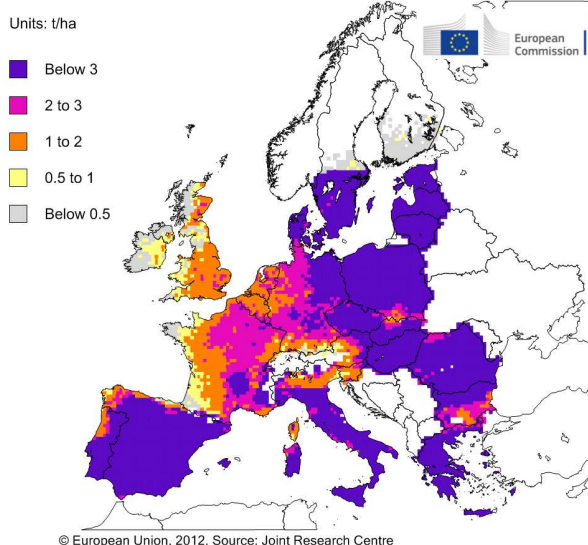 Units: t/ha
European
Commission
Below 3
2 to 3
1 to 2
0.5 to 1
Below 0.5
© European Union, 2012. Source: Joint Research Centre